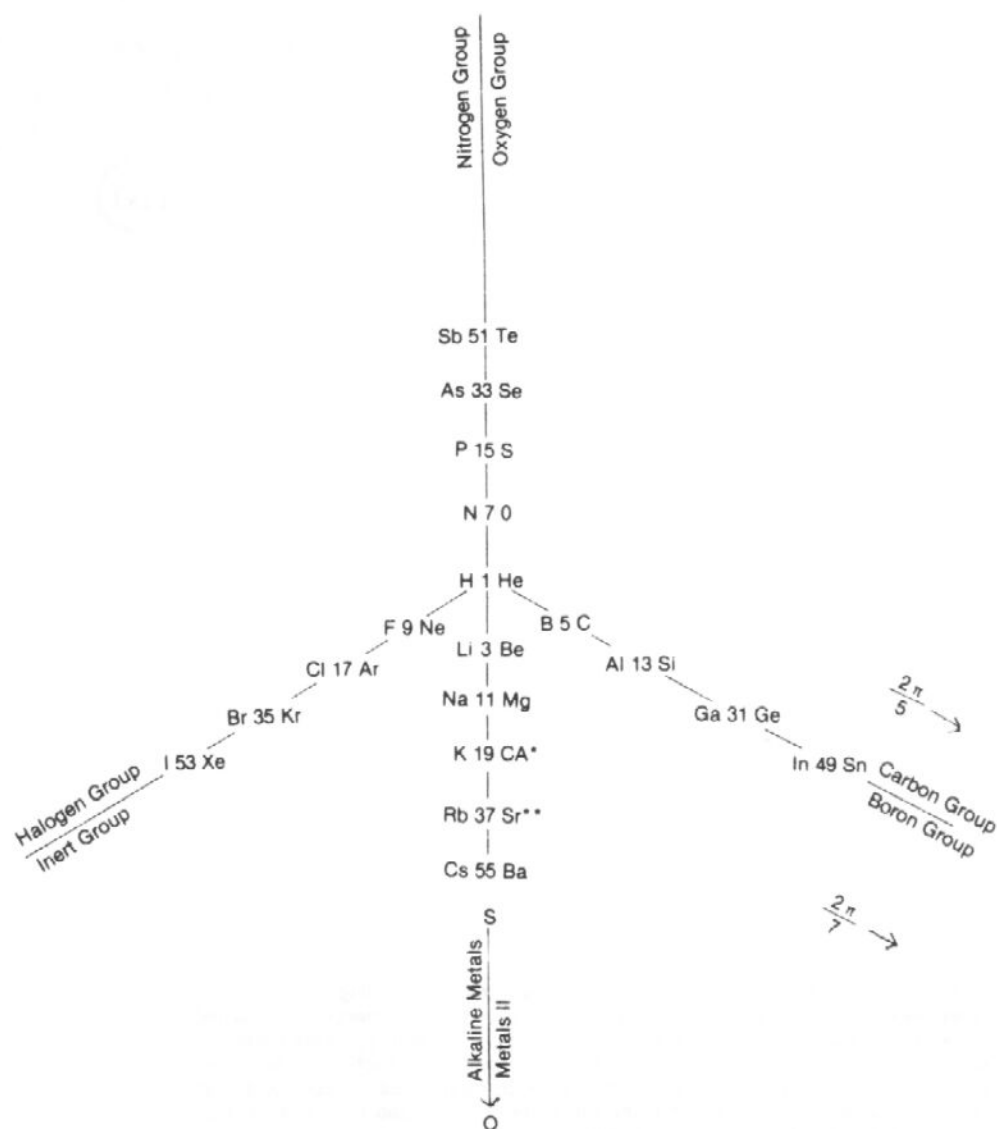 Nitrogen Group
Oxygen Group
Sb 51 Te
As 33 Se
P 15 S
N 7 0
H 1 He
F 9 Ne
B 5 C
Li 3 Be
Cl 17 Ar
Al 13 Si
Na 11 Mg
Br 35 Kr
Ga 31 Ge
2 π
5
K 19 CA*
I 53 Xe
In 49 Sn
Halogen Group
Inert Group
Carbon Group
Boron Group
Rb 37 Sr**
Cs 55 Ba
2 π
7
S
Alkaline Metals
Metals II
O